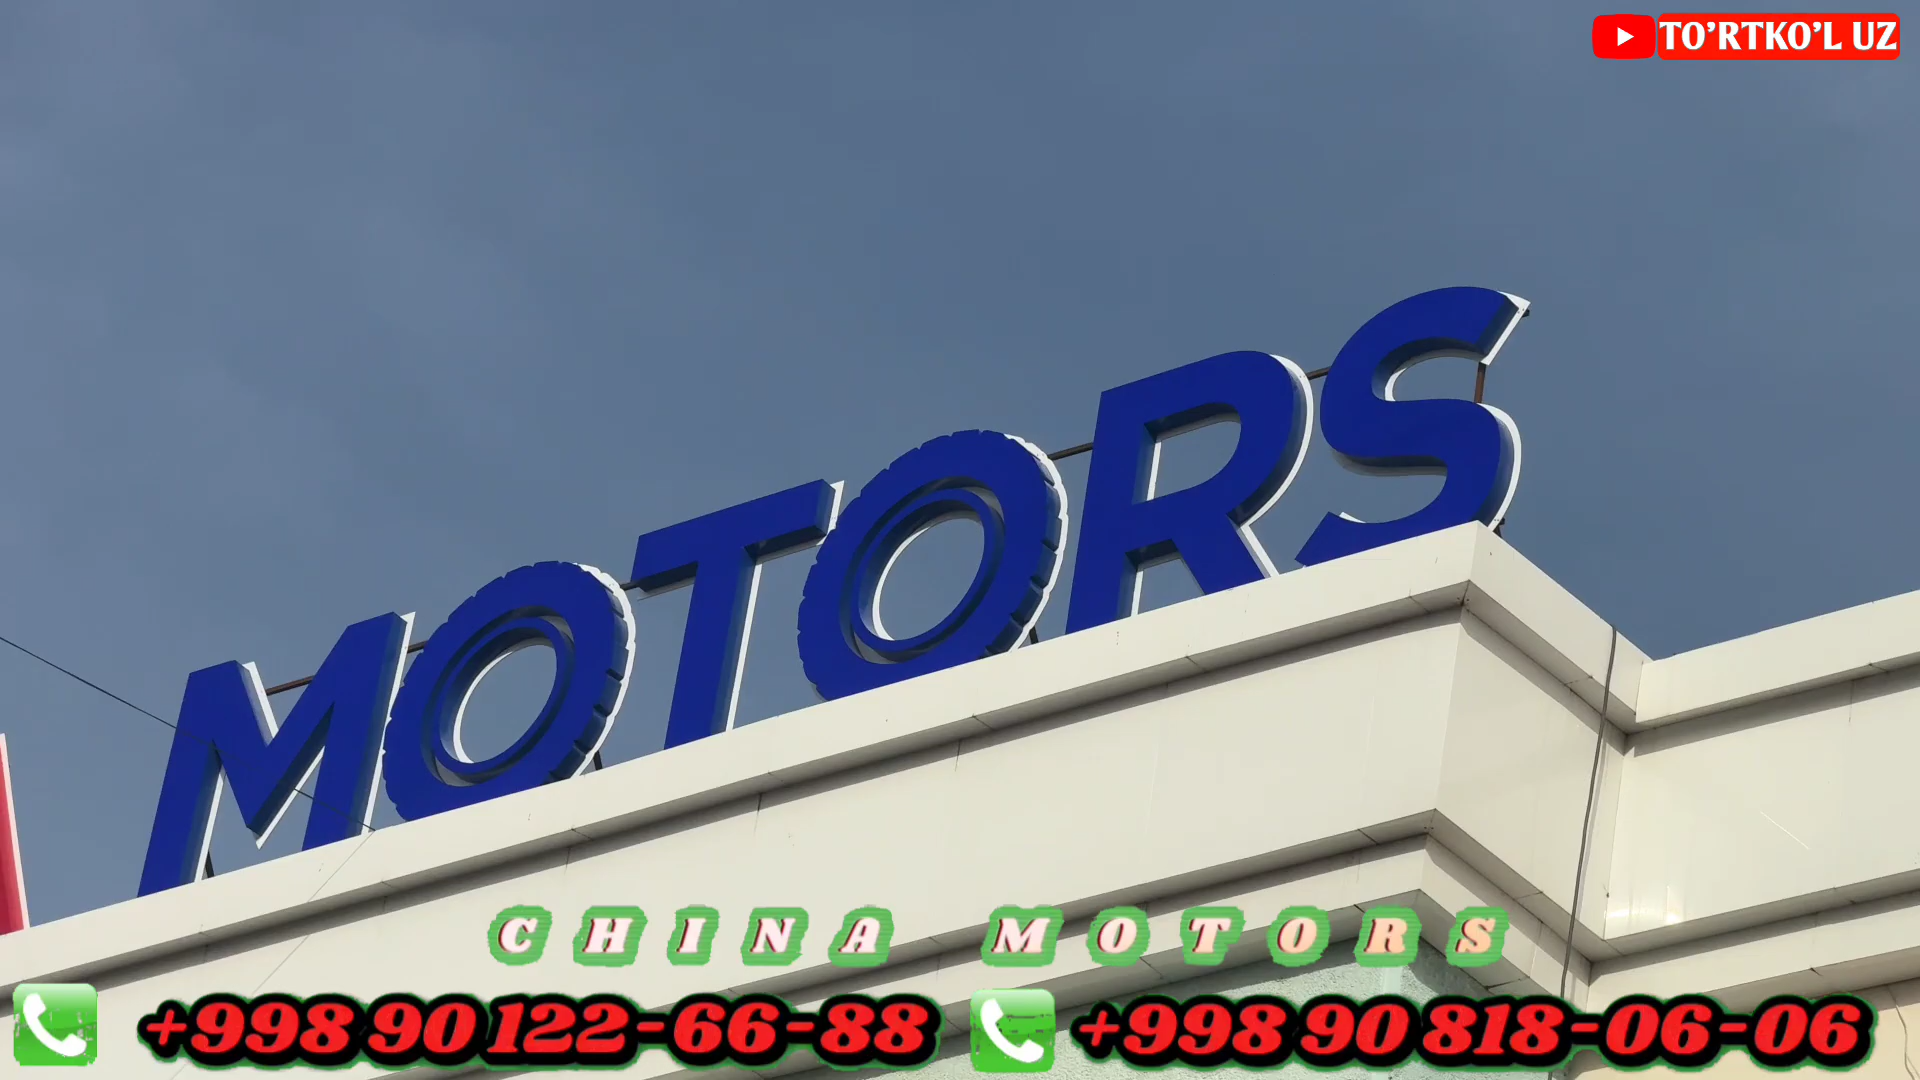 TO'RTKO'L UZ
MOTORS
CHINA MOTORS
+998 90 122-66-88 +998 90 818-06-06